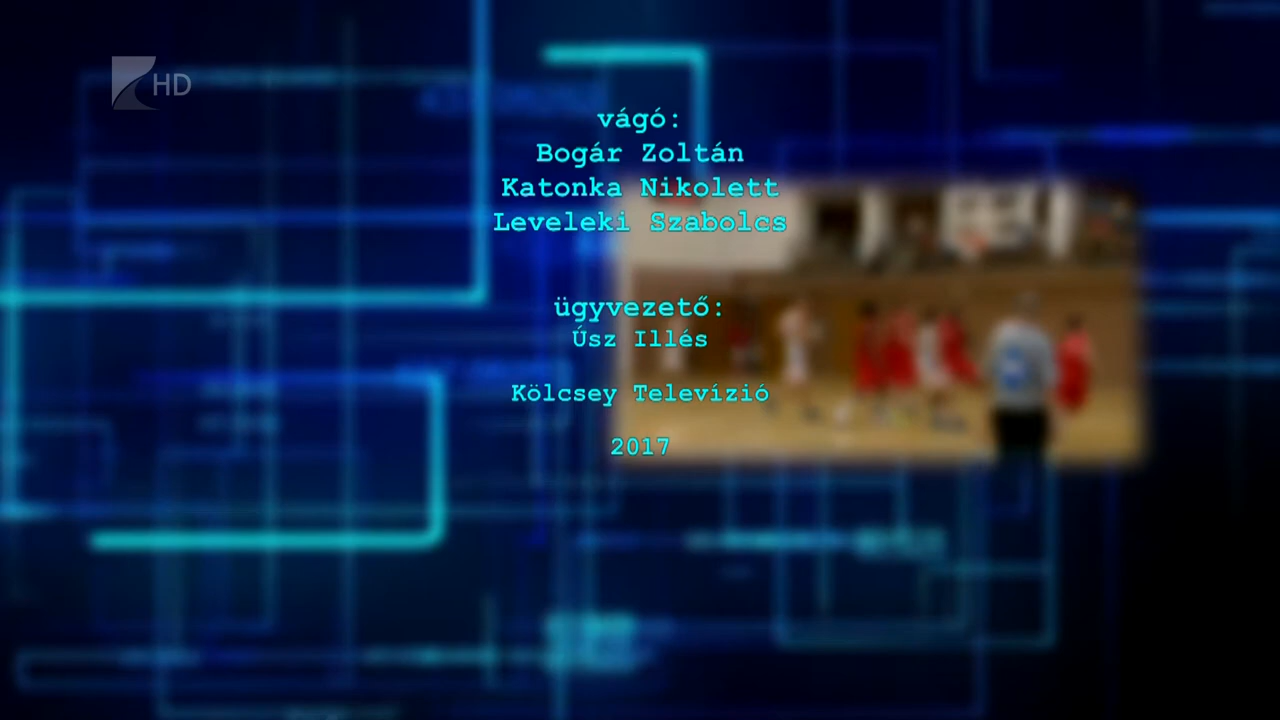 HD
vágó:
Bogár Zoltán
Katonka Nikolett
Leveleki Szabolcs
ügyvezető:
Úsz Illés
Kölcsey Televízió
2017